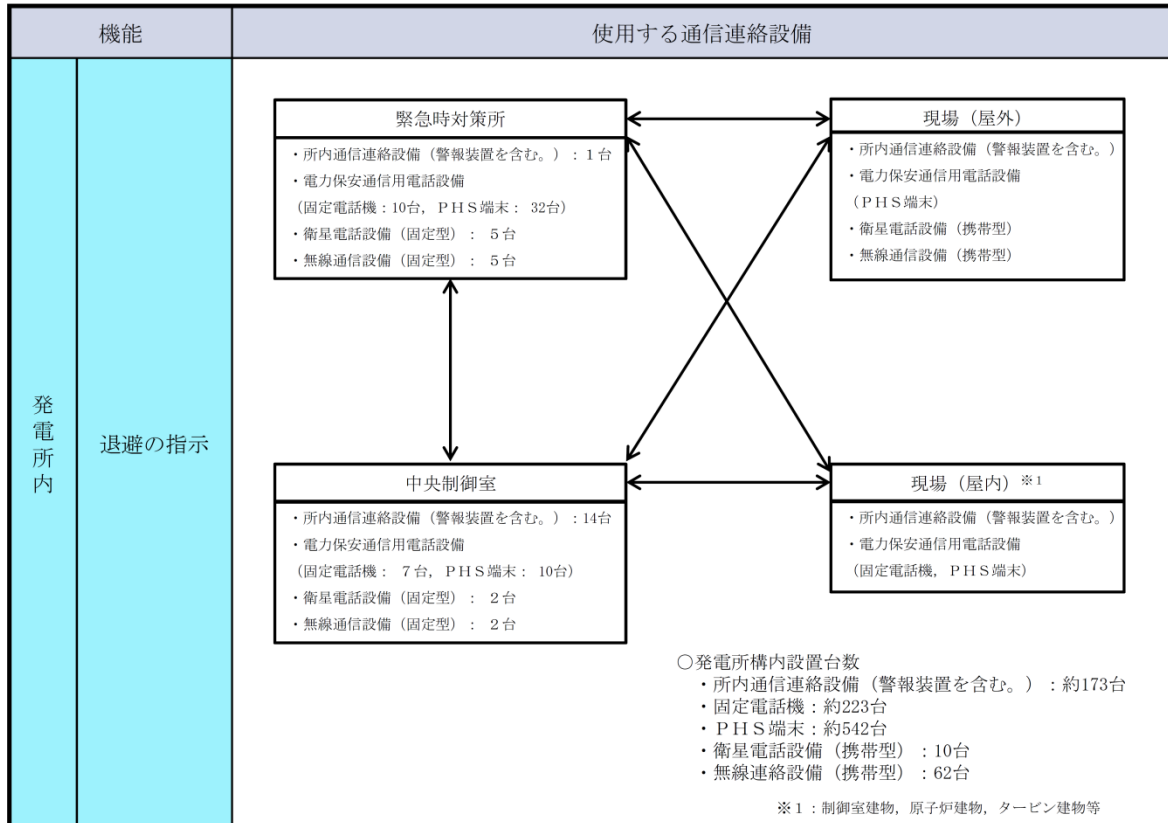 機能
使用する通信連絡設備
発電所内
退避の指示
緊急時対策所
・所内通信連絡設備（警報装置を含む。）：1台
・電力保安通信用電話設備
（固定電話機：10台，ＰＨＳ端末： 32台）
・衛星電話設備（固定型）： 5台
・無線通信設備（固定型）： 5台
現場（屋外）
・所内通信連絡設備（警報装置を含む。）
・電力保安通信用電話設備
（ＰＨＳ端末）
・衛星電話設備（携帯型）
・無線通信設備（携帯型）
中央制御室
・所内通信連絡設備（警報装置を含む。）：14台
・電力保安通信用電話設備
（固定電話機： 7台，ＰＨＳ端末： 10台）
・衛星電話設備（固定型）： 2台
・無線通信設備（固定型）： 2台
現場（屋内）※1
・所内通信連絡設備（警報装置を含む。）
・電力保安通信用電話設備
（固定電話機，ＰＨＳ端末）
○発電所構内設置台数
・所内通信連絡設備（警報装置を含む。）：約173台
・固定電話機：約223台
・ＰＨＳ端末：約542台
・衛星電話設備（携帯型）：10台
・無線連絡設備（携帯型）：62台
※1：制御室建物，原子炉建物，タービン建物等